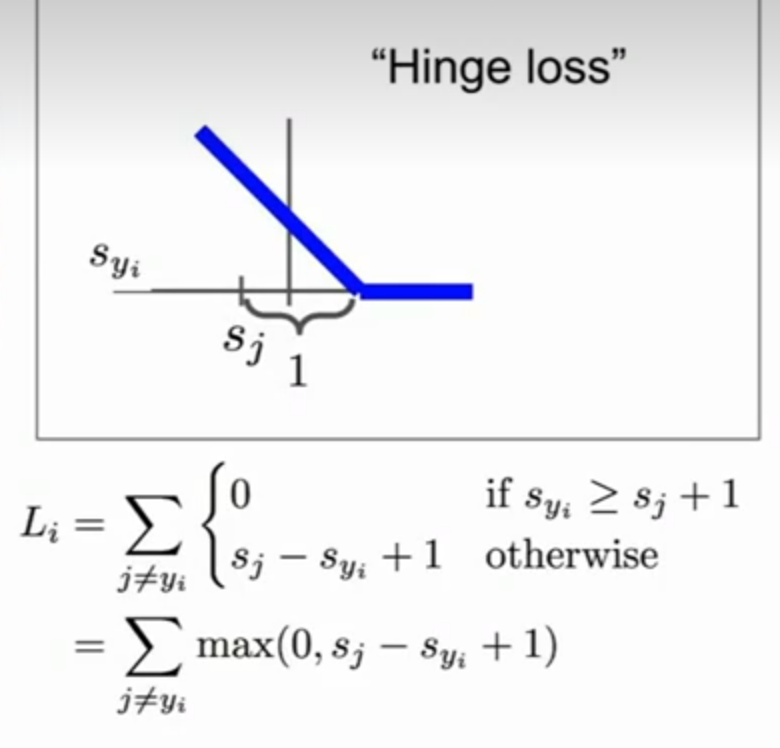 “Hinge loss”
s_{y_i}
s_j
1
L_i = \sum_{j \neq y_i} \begin{cases} 0 & \text{if } s_{y_i} \geq s_j + 1 \\ s_j - s_{y_i} + 1 & \text{otherwise} \end{cases}
= \sum_{j \neq y_i} \max(0, s_j - s_{y_i} + 1)